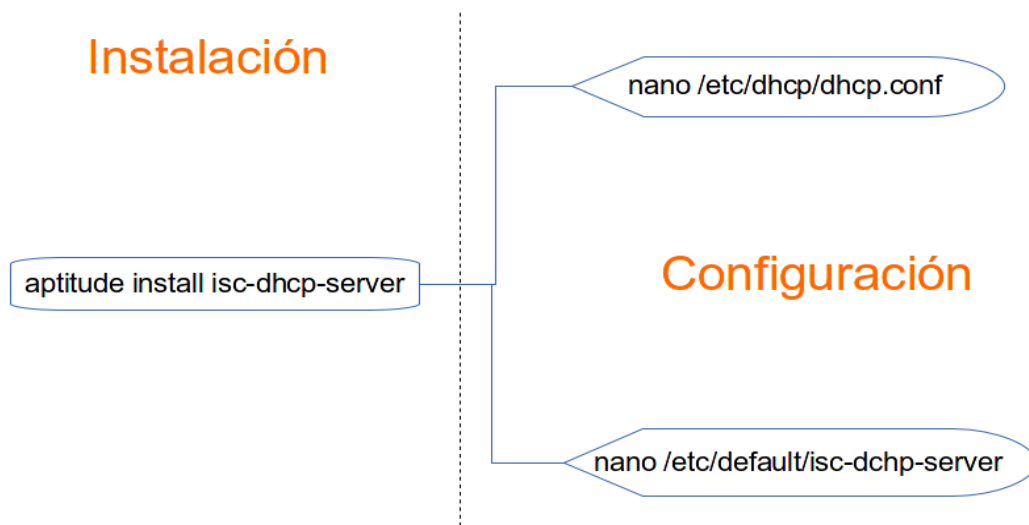 Instalación
nano /etc/dhcp/dhcp.conf
aptitude install isc-dhcp-server
Configuración
nano /etc/default/isc-dchp-server